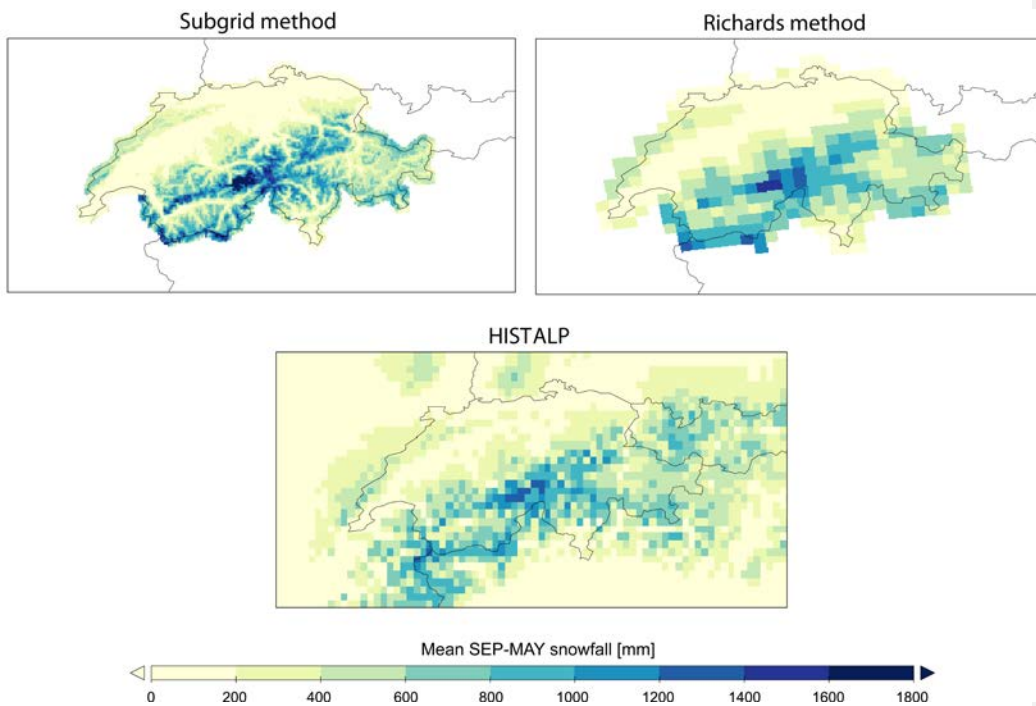 Subgrid method
Richards method
HISTALP
Mean SEP-MAY snowfall [mm]
0 200 400 600 800 1000 1200 1400 1600 1800